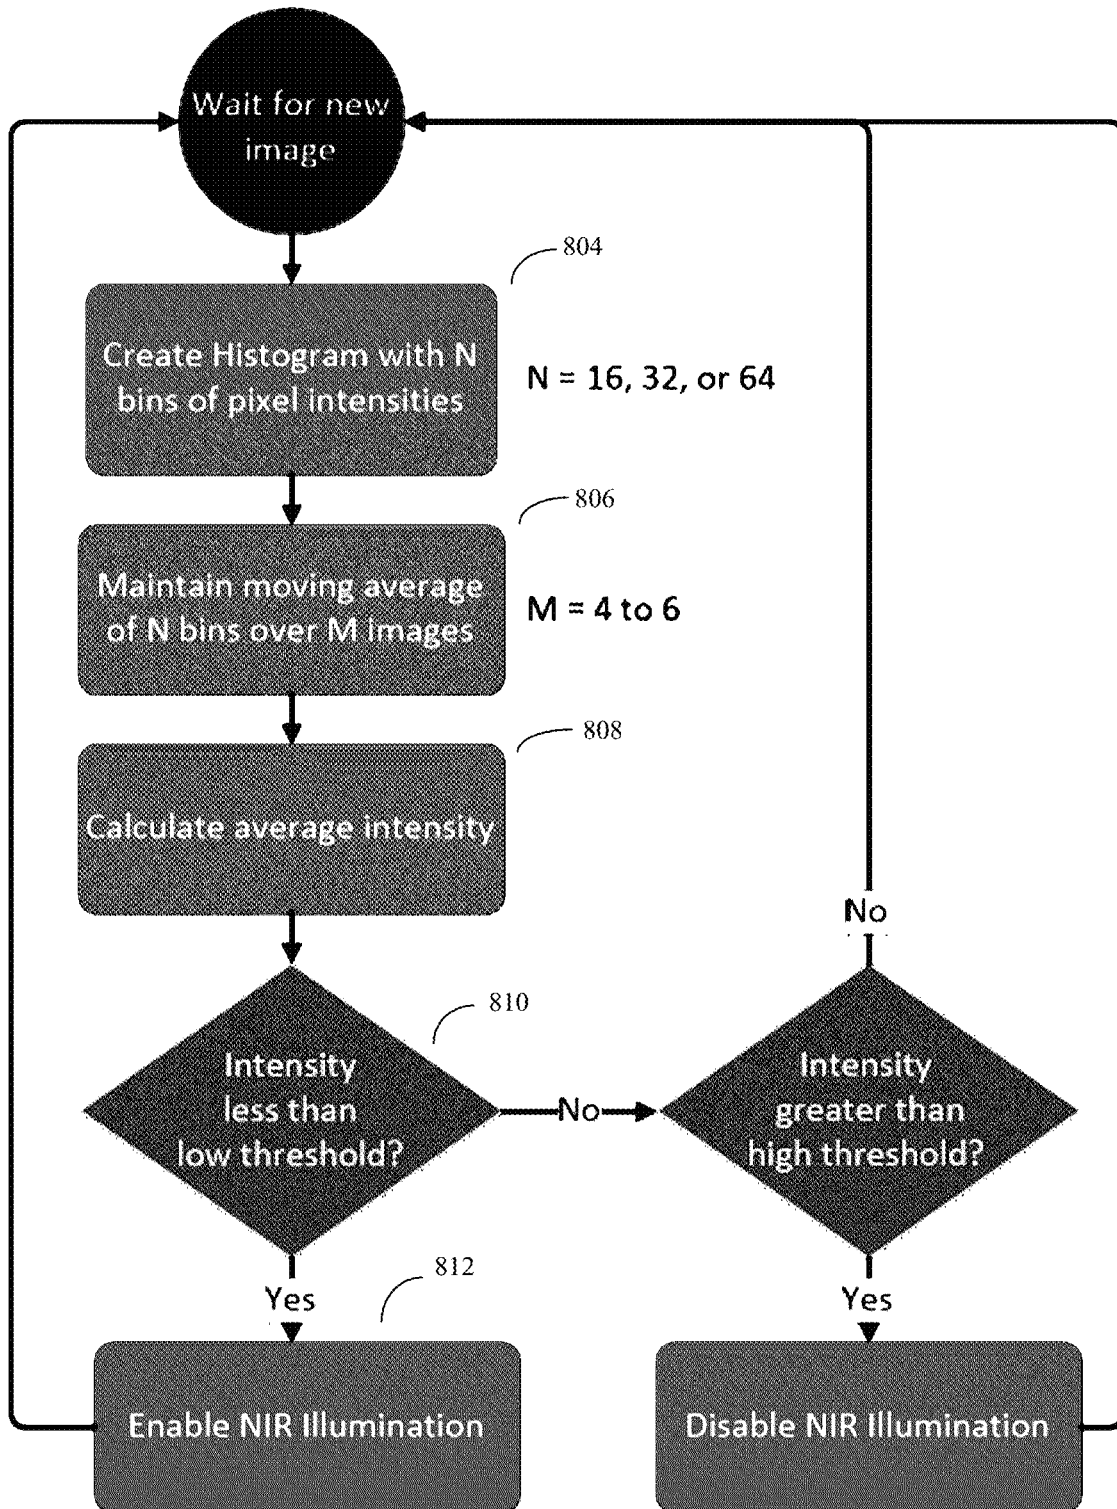 Wait for new
image
804
Create Histogram with N
bins of pixel intensities
N = 16, 32, or 64
806
Maintain moving average
of N bins over M images
M = 4 to 6
808
Calculate average intensity
No
810
Intensity
less than
low threshold?
No
Intensity
greater than
high threshold?
Yes
812
Yes
Enable NIR Illumination
Disable NIR Illumination